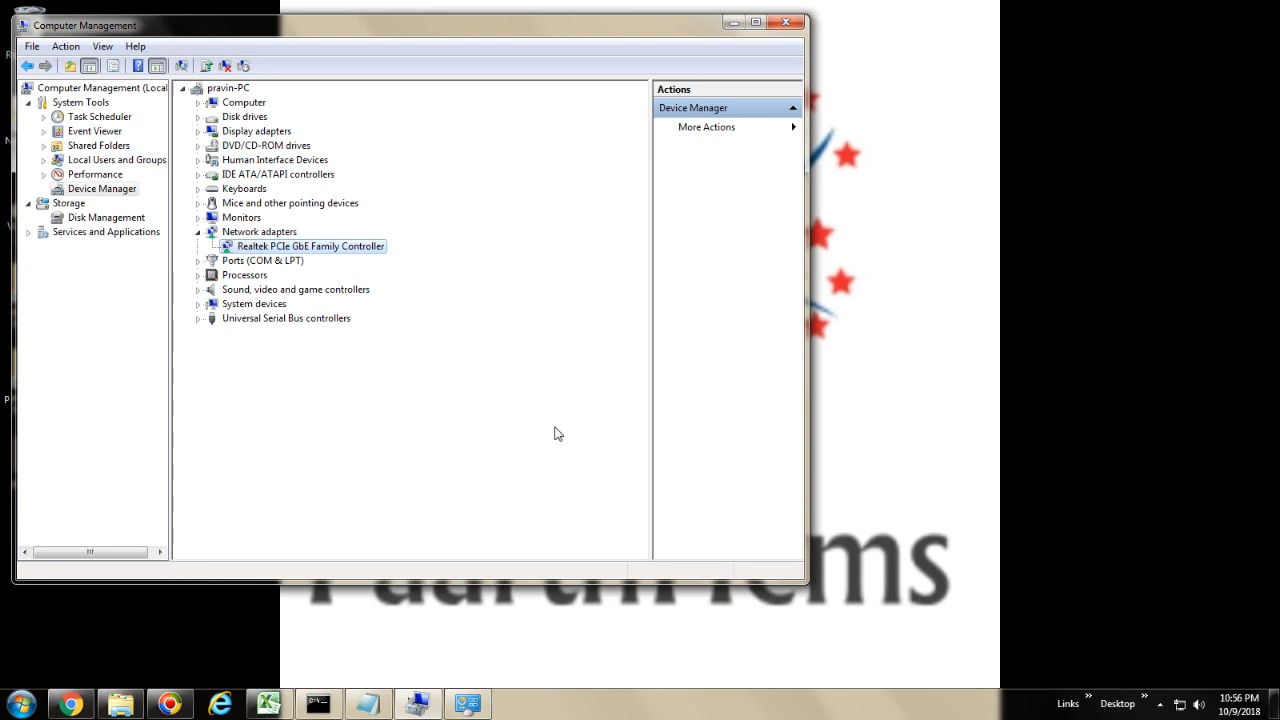 Computer Management
File Action View Help
Computer Management (Local
System Tools
Task Scheduler
Event Viewer
Shared Folders
Local Users and Groups
Performance
Device Manager
Storage
Disk Management
Services and Applications
pravin-PC
Computer
Disk drives
Display adapters
DVD/CD-ROM drives
Human Interface Devices
IDE ATA/ATAPI controllers
Keyboards
Mice and other pointing devices
Monitors
Network adapters
Realtek PCIe GbE Family Controller
Ports (COM & LPT)
Processors
Sound, video and game controllers
System devices
Universal Serial Bus controllers
Actions
Device Manager
More Actions
Links
Desktop
10:56 PM
10/9/2018